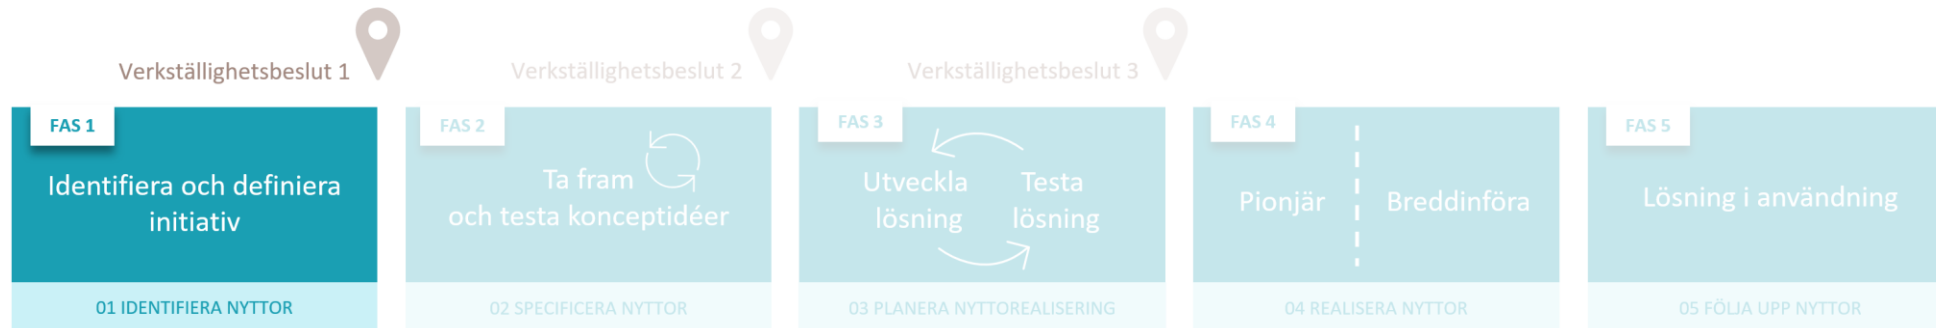 Verkställighetsbeslut 1
Verkställighetsbeslut 2
Verkställighetsbeslut 3
FAS 1
Identifiera och definiera
initiativ
01 IDENTIFIERA NYTTOR
FAS 2
Ta fram
och testa konceptidéer
02 SPECIFICERA NYTTOR
FAS 3
Utveckla
lösning
Testa
lösning
03 PLANERA NYTTOREALISERING
FAS 4
Pionjär
Breddinföra
04 REALISERA NYTTOR
FAS 5
Lösning i användning
05 FÖLJA UPP NYTTOR